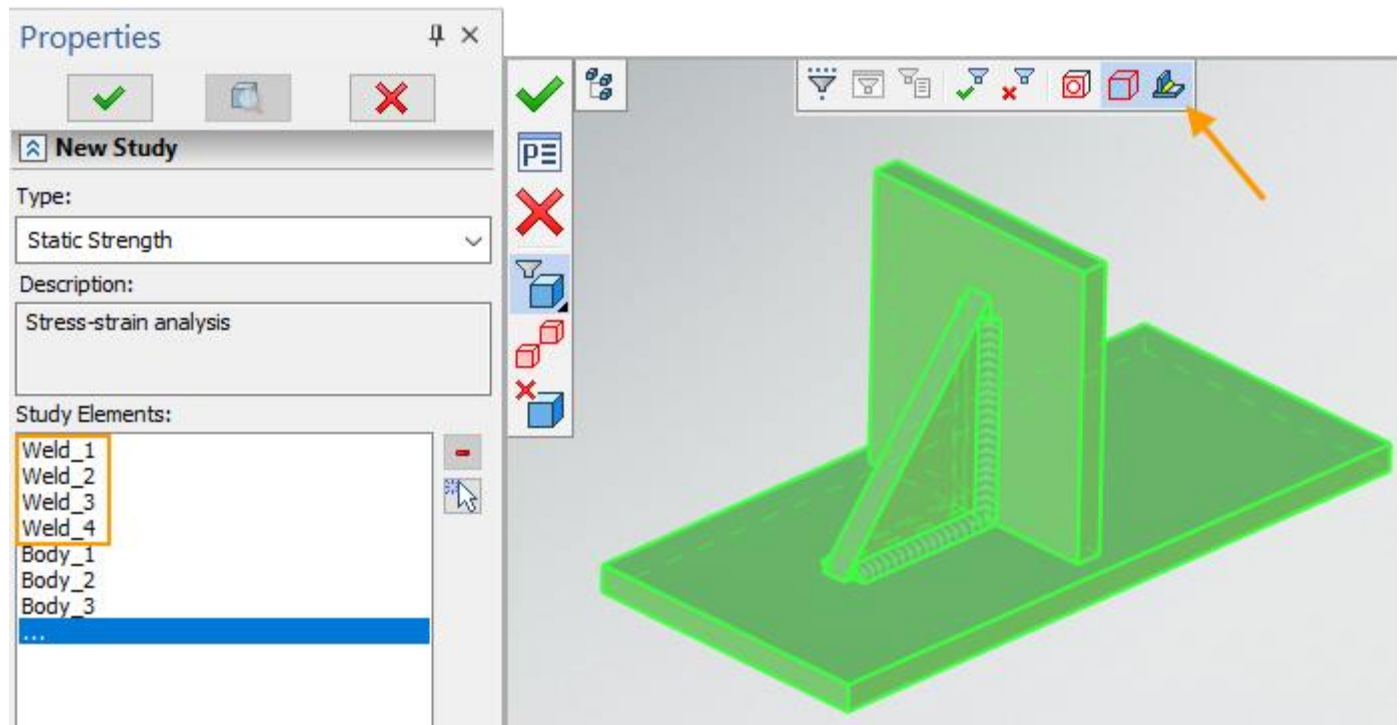 Properties
New Study
Type:
Static Strength
Description:
Stress-strain analysis
Study Elements:
Weld_1
Weld_2
Weld_3
Weld_4
Body_1
Body_2
Body_3
...